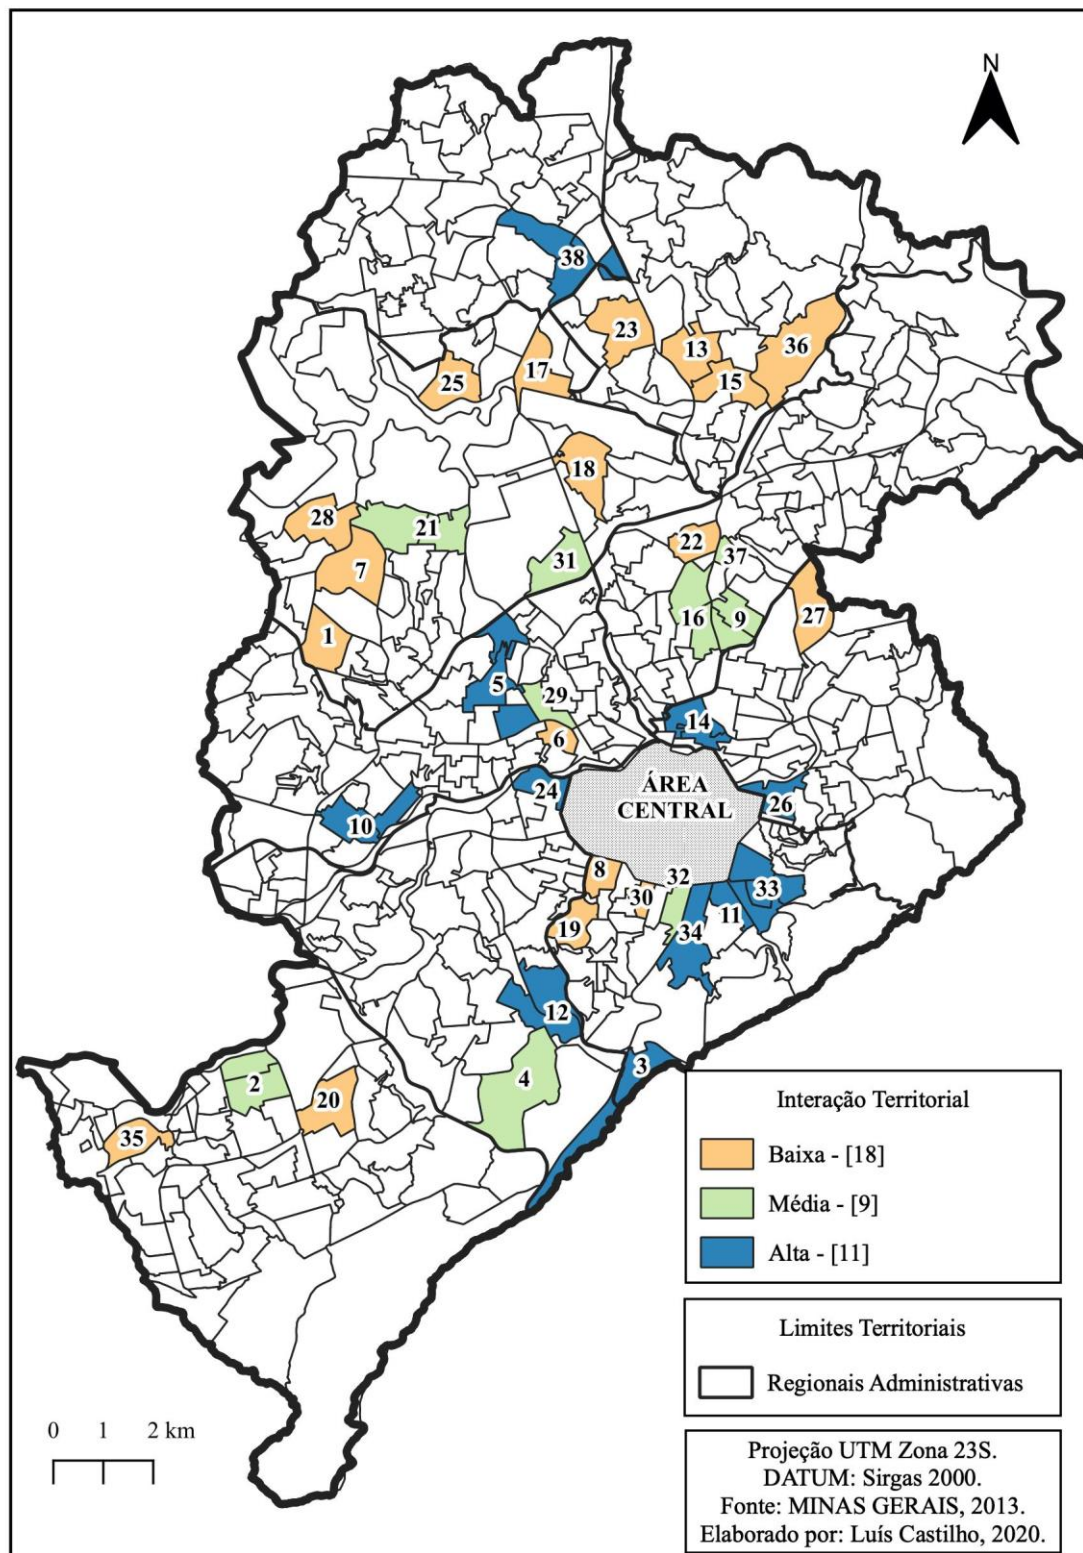 N
38
23
13
36
25
17
15
18
28
21
22
37
31
7
16
9
27
1
5
29
14
6
24
ÁREA
CENTRAL
26
10
8
32
33
30
11
19
34
12
3
4
2
20
35
Interação Territorial
Baixa - [18]
Média - [9]
Alta - [11]
Limites Territoriais
Regionais Administrativas
0 1 2 km
Projeção UTM Zona 23S.
DATUM: Sirgas 2000.
Fonte: MINAS GERAIS, 2013.
Elaborado por: Luís Castilho, 2020.